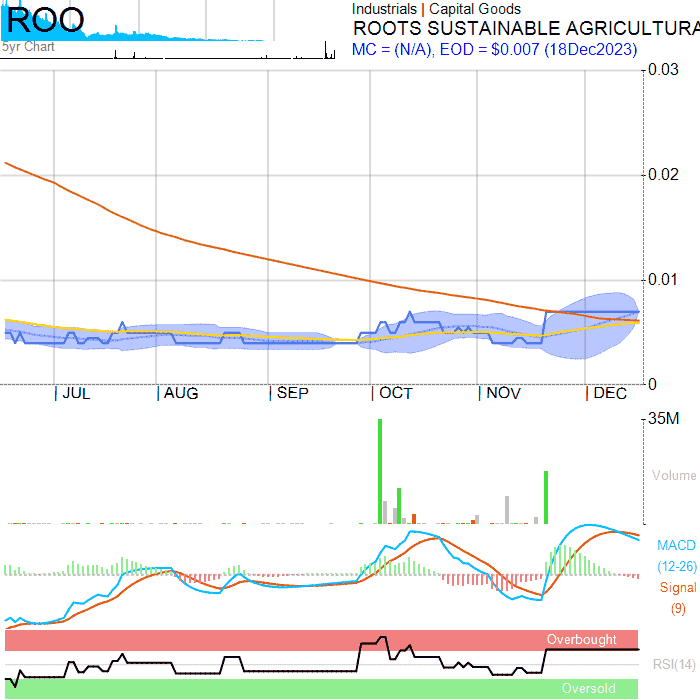 ROO
5yr Chart
Industrials | Capital Goods
ROOTS SUSTAINABLE AGRICULTURA
MC = (N/A), EOD = $0.007 (18Dec2023)
0.03
0.02
0.01
0
JUL
AUG
SEP
OCT
NOV
DEC
35M
Volume
MACD
(12-26)
Signal
(9)
Overbought
RSI(14)
Oversold